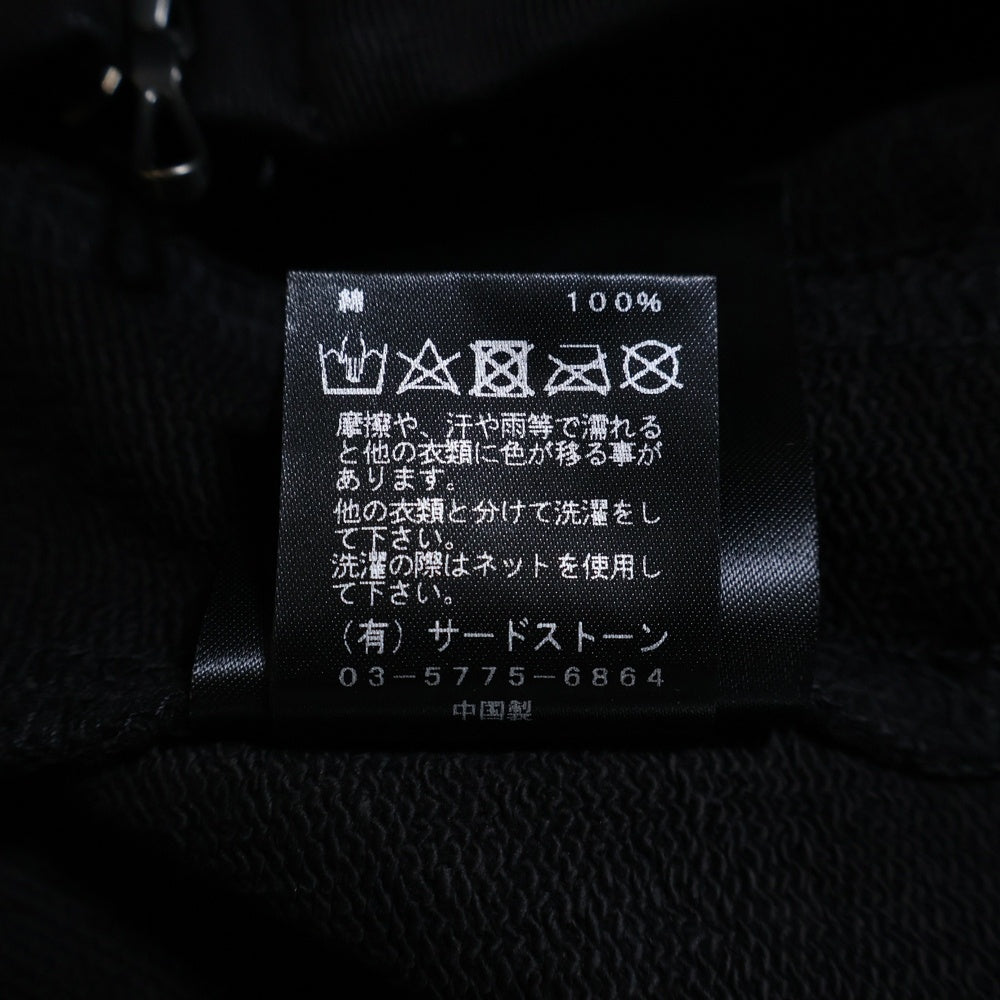 綿 100%
摩擦や、汗や雨等で濡れる
と他の衣類に色が移る事が
あります。
他の衣類と分けて洗濯をし
て下さい。
洗濯の際はネットを使用し
て下さい。
(有) サードストーン
03-5775-6864
中国製